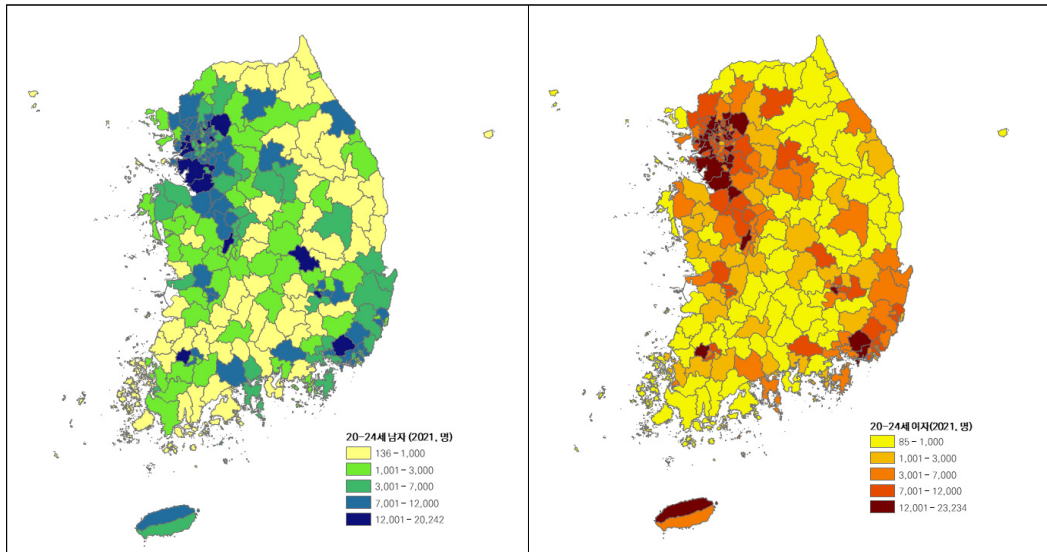 20-24세 남자 (2021, 명)
136 - 1,000
1,001 - 3,000
3,001 - 7,000
7,001 - 12,000
12,001 - 20,242
20-24세 여자(2021, 명)
85 - 1,000
1,001 - 3,000
3,001 - 7,000
7,001 - 12,000
12,001 - 23,234